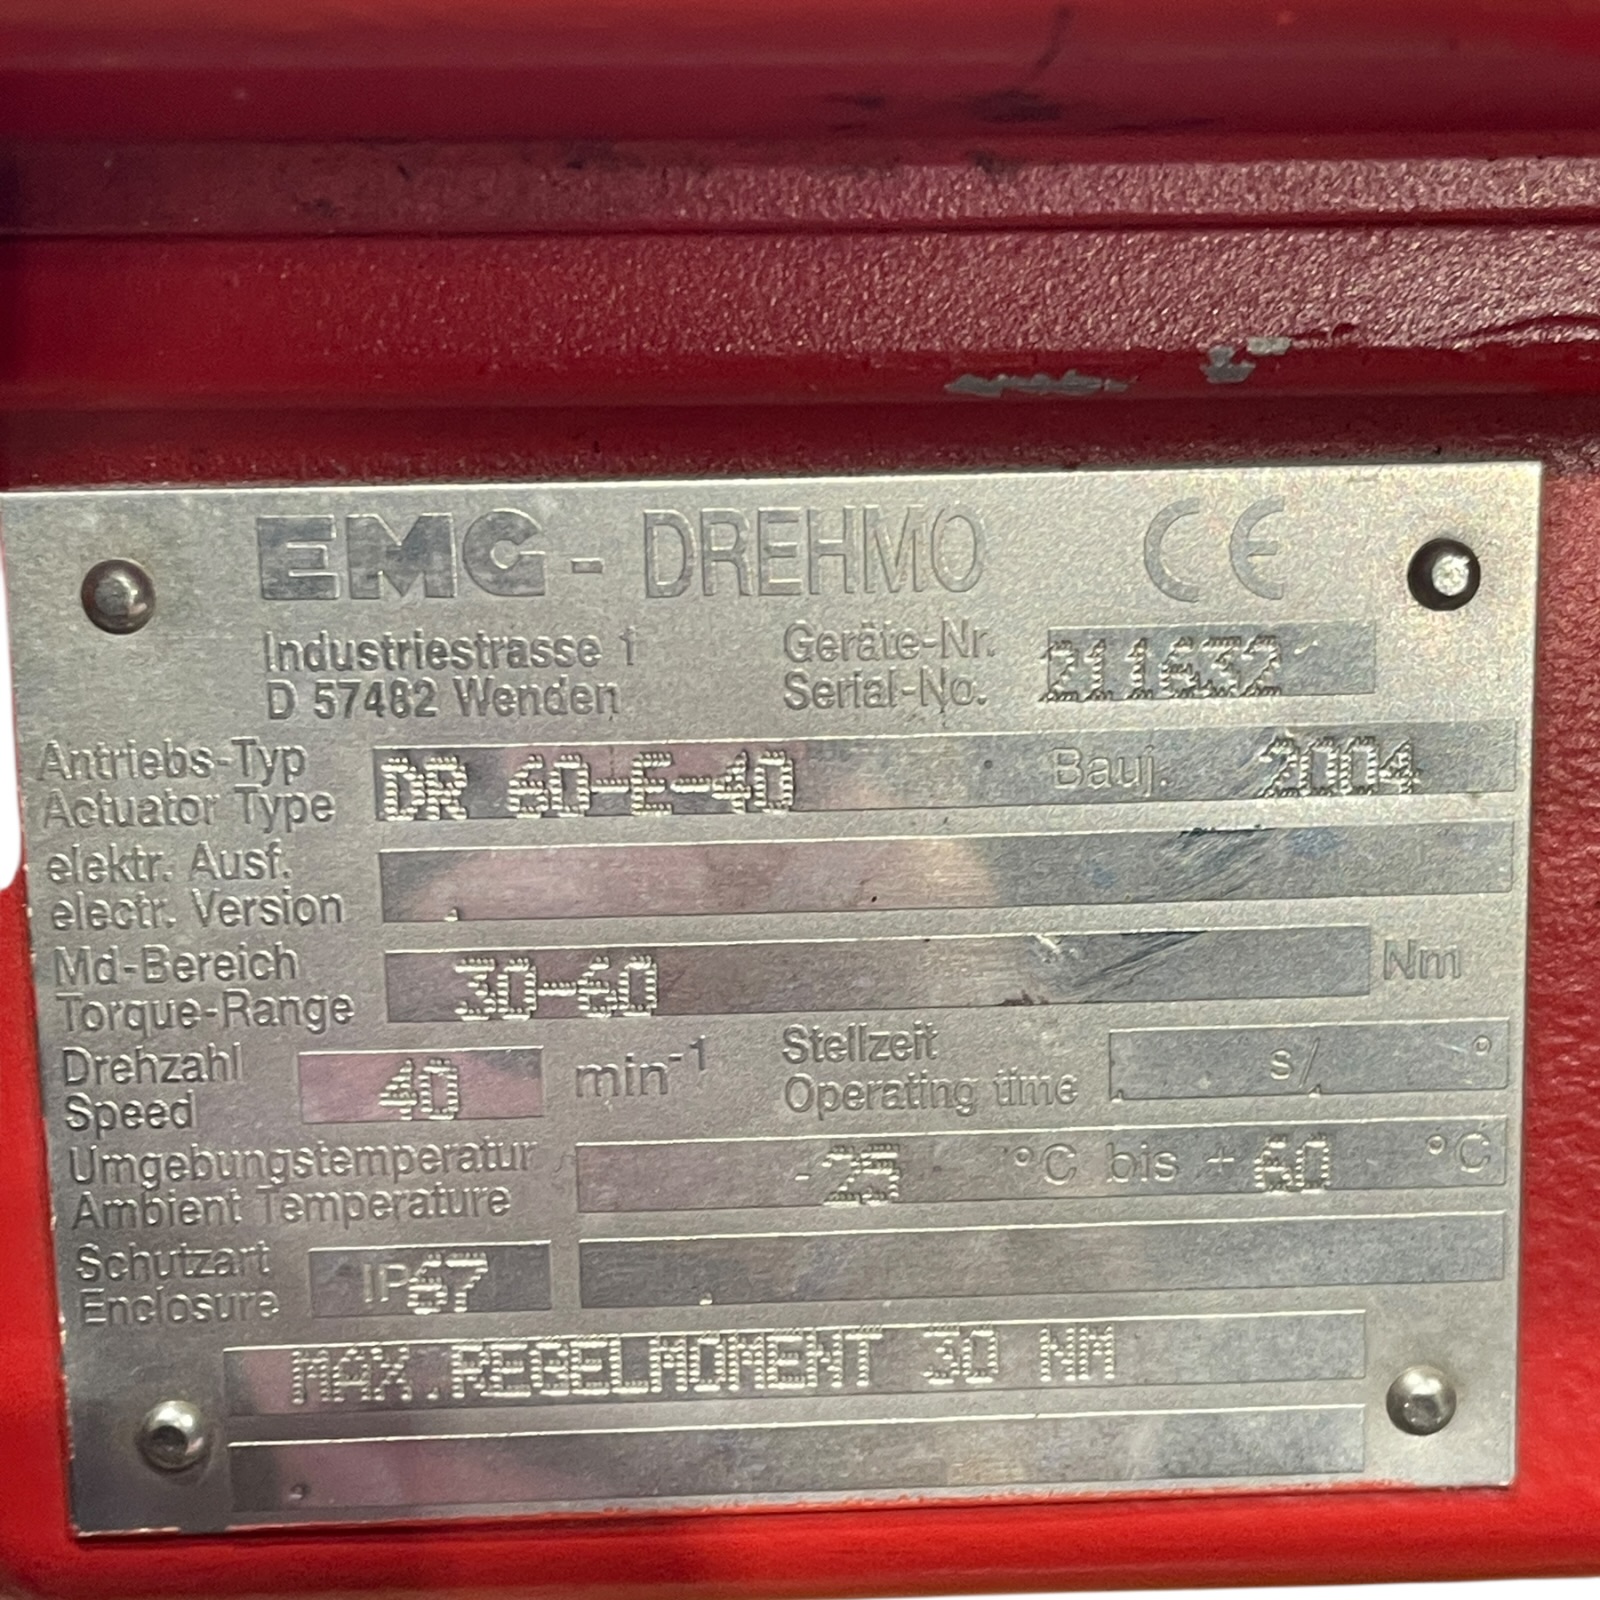 EMG - DREHMO CE
Industriestrasse 1
D 57482 Wenden
Geräte-Nr.
Serial-No. 211632
Antriebs-Typ
Actuator Type DR 60-E-40 Bauj. 2004
elektr. Ausf.
electr. Version
Md-Bereich
Torque-Range 30-60 Nm
Drehzahl
Speed 40 min⁻¹
Stellzeit
Operating time s/ °
Umgebungstemperatur
Ambient Temperature -25 °C bis +60 °C
Schutzart
Enclosure IP67
MAX.REGELMOMENT 30 NM